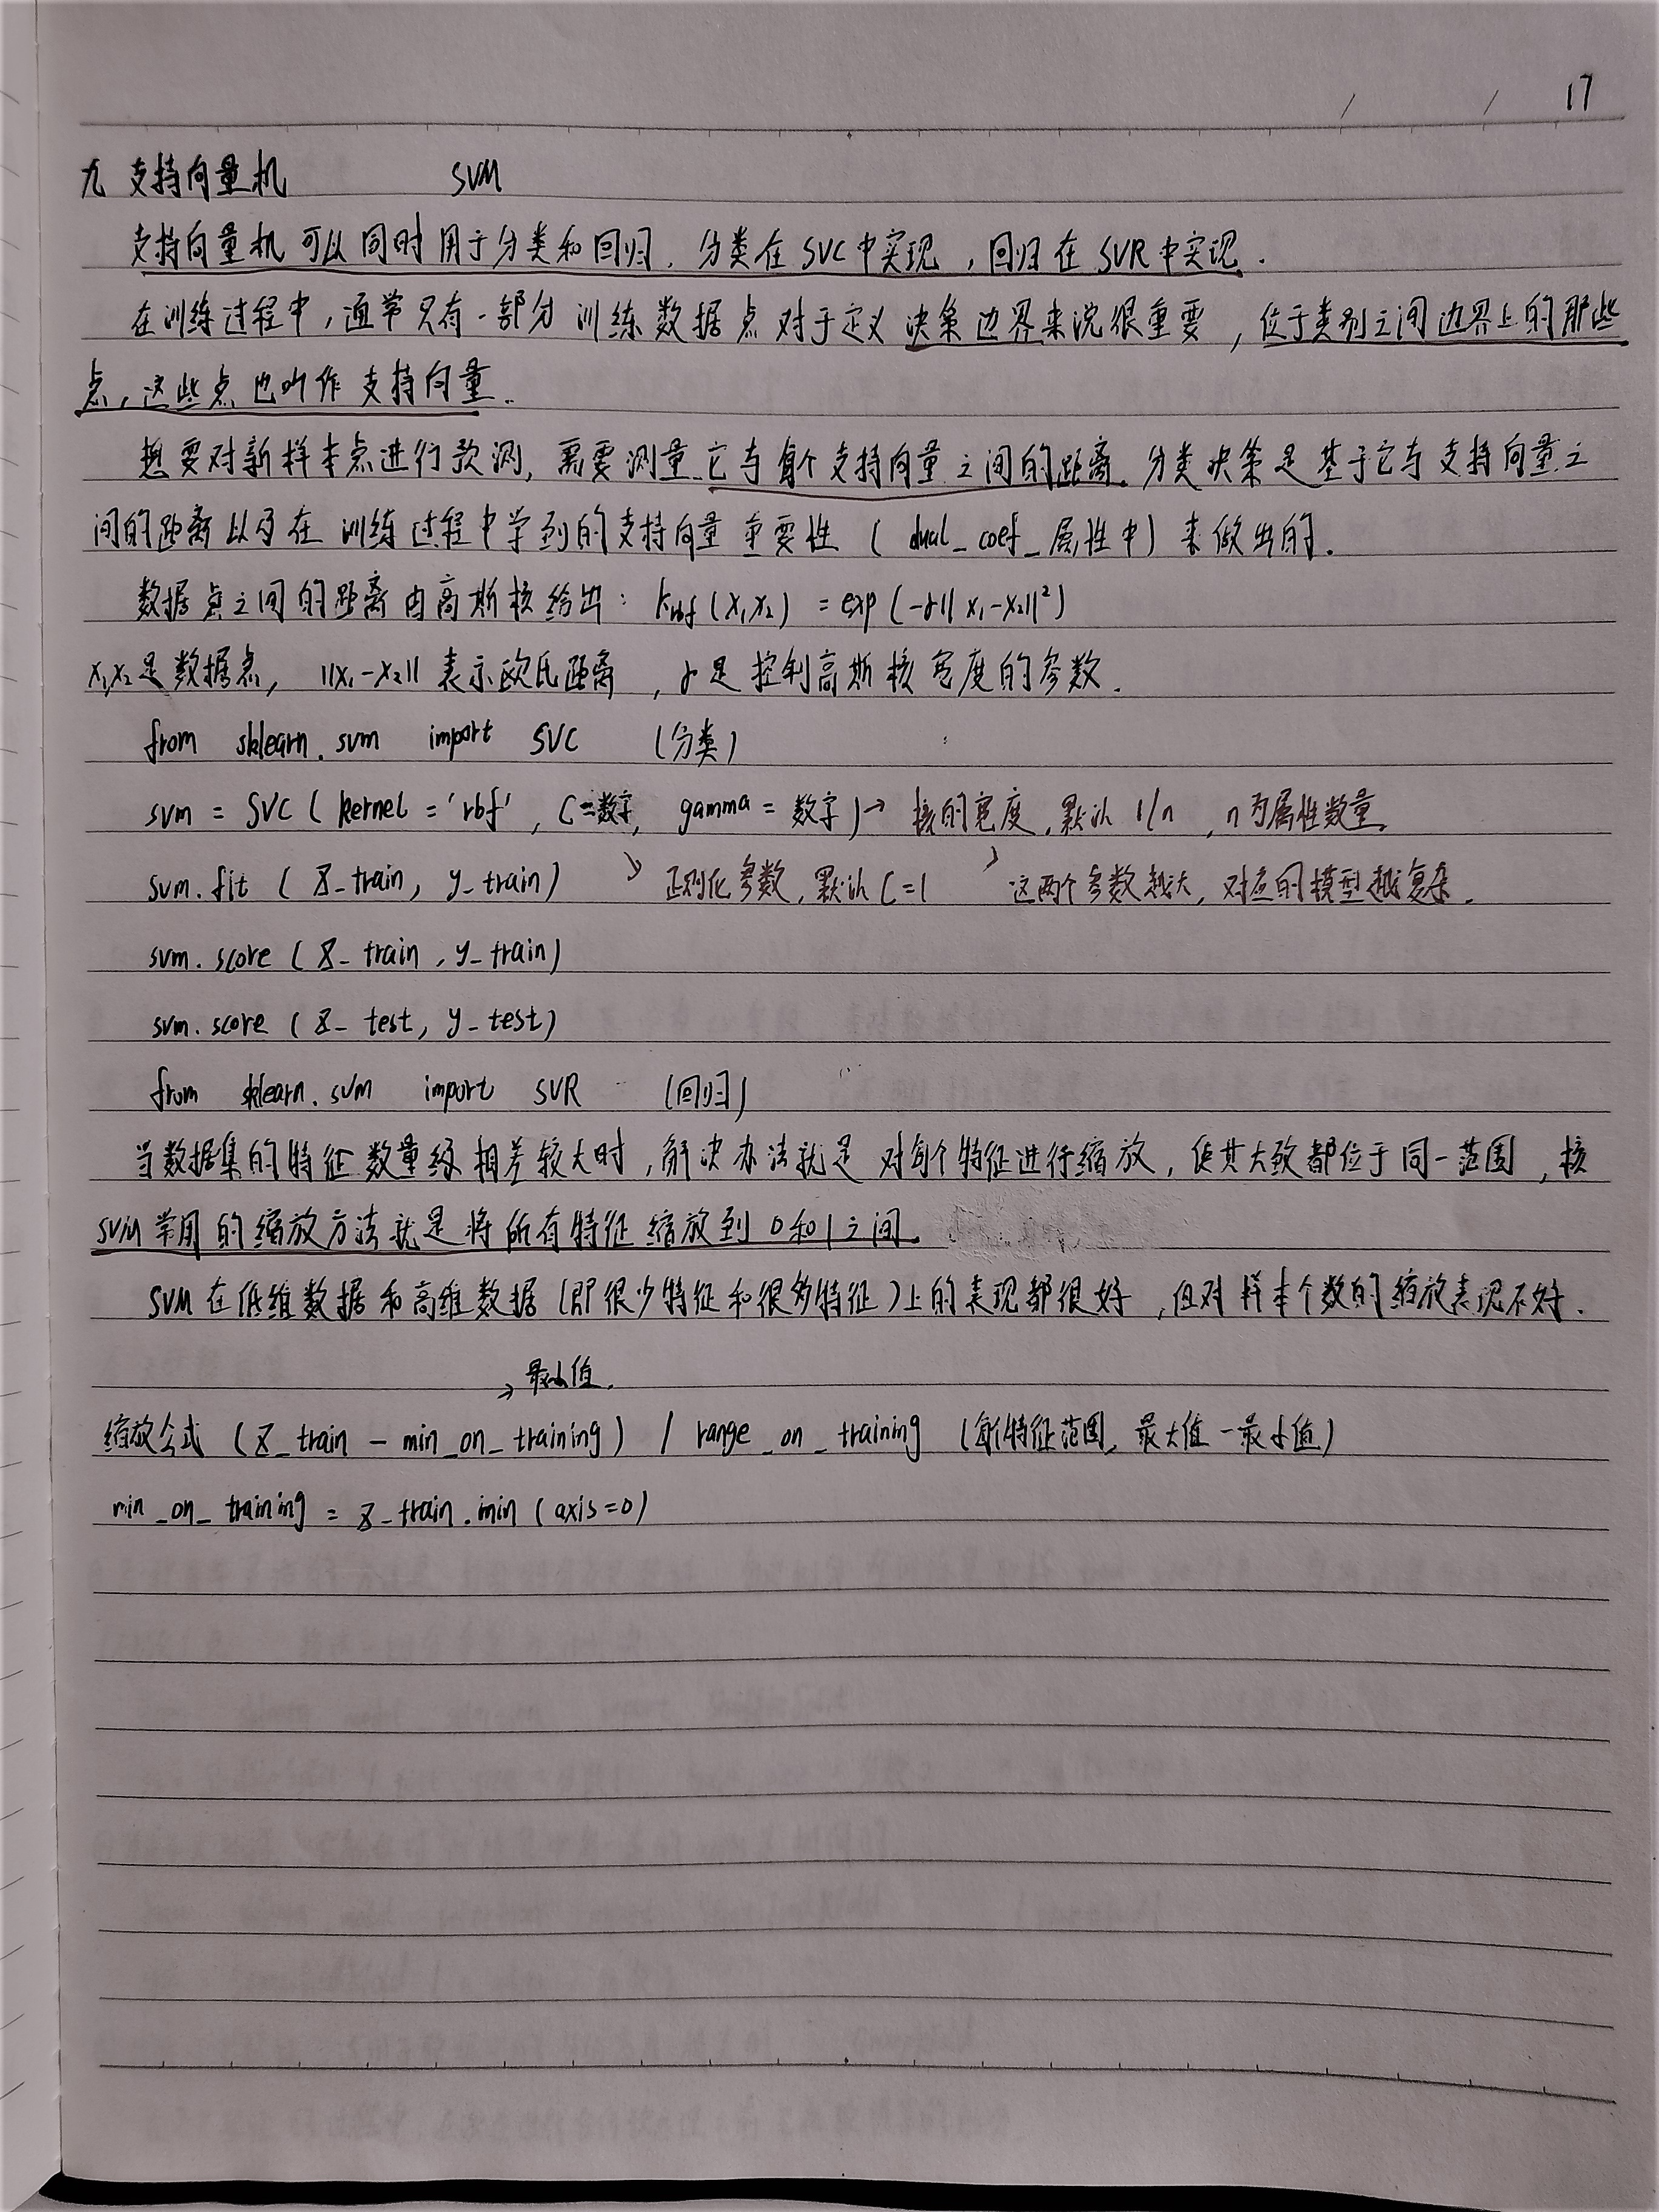 17
九 支持向量机 SVM
支持向量机可以同时用于分类和回归．分类在SVC中实现，回归在SVR中实现．
在训练过程中，通常只有一部分训练数据点对于定义决策边界来说很重要，位于类别之间边界上的那些
点，这些点也叫作支持向量．
想要对新样本点进行预测，需要测量它与每个支持向量之间的距离．分类决策是基于它与支持向量之
间的距离以及在训练过程中学到的支持向量重要性（dual_coef_属性中）来做出的．
数据点之间的距离由高斯核给出：krbf(x₁,x₂) = exp(-γ||x₁-x₂||²)
x₁,x₂是数据点，||x₁-x₂||表示欧氏距离，γ是控制高斯核宽度的参数．
from sklearn.svm import SVC （分类）
svm = SVC(kernel='rbf', C=数字, gamma=数字)→ 核的宽度，默认1/n，n为属性数量．
svm.fit(X_train, y_train) → 正则化参数，默认C=1 → 这两个参数越大，对应的模型越复杂．
svm.score(X_train, y_train)
svm.score(X_test, y_test)
from sklearn.svm import SVR （回归）
当数据集的特征数量级相差较大时，解决办法就是对每个特征进行缩放，使其大致都位于同一范围，核
SVM常用的缩放方法就是将所有特征缩放到0和1之间．
SVM在低维数据和高维数据（即很少特征和很多特征）上的表现都很好，但对样本个数的缩放表现不好．
→ 最小值．
缩放公式 (X_train - min_on_training) / range_on_training （每个特征范围，最大值-最小值）
min_on_training = X_train.min(axis=0)